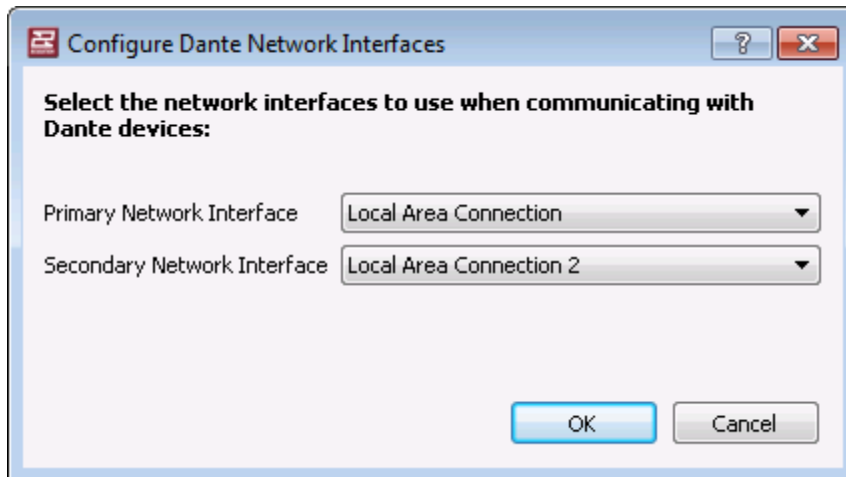 Configure Dante Network Interfaces
Select the network interfaces to use when communicating with
Dante devices:
Primary Network Interface Local Area Connection
Secondary Network Interface Local Area Connection 2
OK Cancel